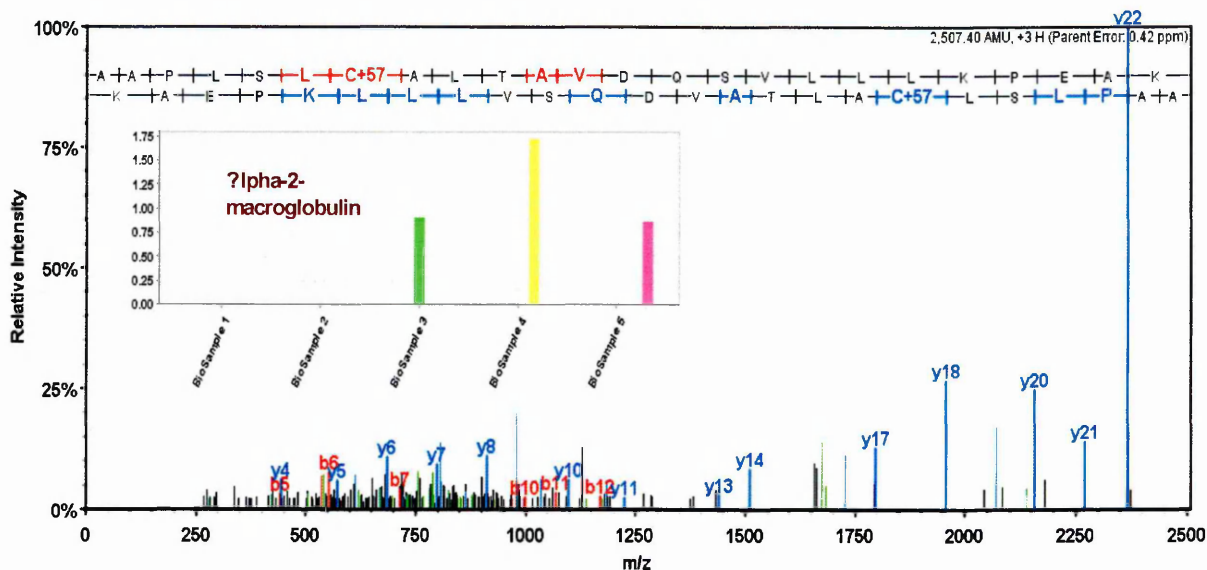 100%
v22
2,507.40 AMU, +3 H (Parent Error: 0.42 ppm)
A A P L S L C+57 A L T A V D Q S V L L L K P E A K
K A E P K L L L V S Q D V A T L A C+57 L S L P A A
75%
50%
25%
0%
Relative Intensity
1.75
1.50
1.25
1.00
0.75
0.50
0.25
0.00
?lpha-2-
macroglobulin
BioSample 1
BioSample 2
BioSample 3
BioSample 4
BioSample 5
y4
b5
b6
y5
y6
b7
y7
y8
b10
b11
y10
b12
y11
y13
y14
y17
y18
y20
y21
0
250
500
750
1000
1250
1500
1750
2000
2250
2500
m/z